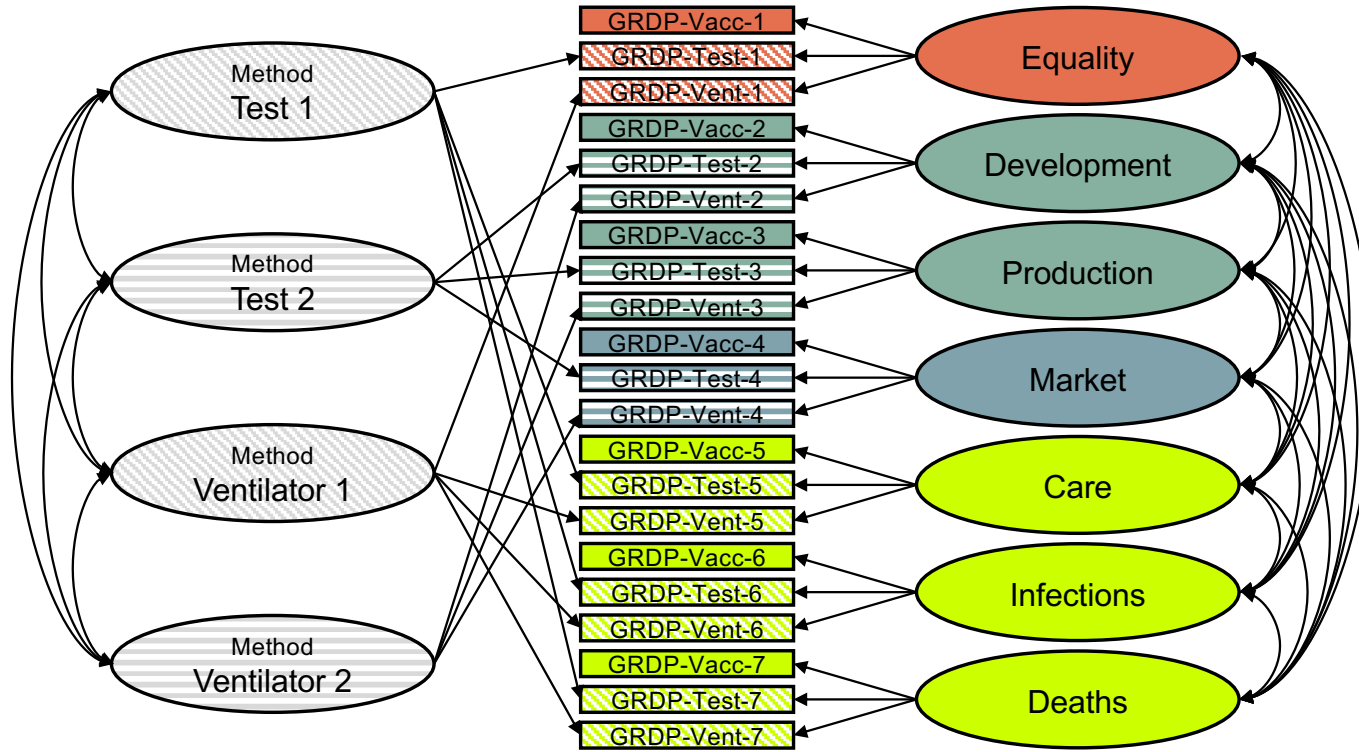 Method
Test 1
Method
Test 2
Method
Ventilator 1
Method
Ventilator 2
GRDP-Vacc-1
GRDP-Test-1
GRDP-Vent-1
GRDP-Vacc-2
GRDP-Test-2
GRDP-Vent-2
GRDP-Vacc-3
GRDP-Test-3
GRDP-Vent-3
GRDP-Vacc-4
GRDP-Test-4
GRDP-Vent-4
GRDP-Vacc-5
GRDP-Test-5
GRDP-Vent-5
GRDP-Vacc-6
GRDP-Test-6
GRDP-Vent-6
GRDP-Vacc-7
GRDP-Test-7
GRDP-Vent-7
Equality
Development
Production
Market
Care
Infections
Deaths